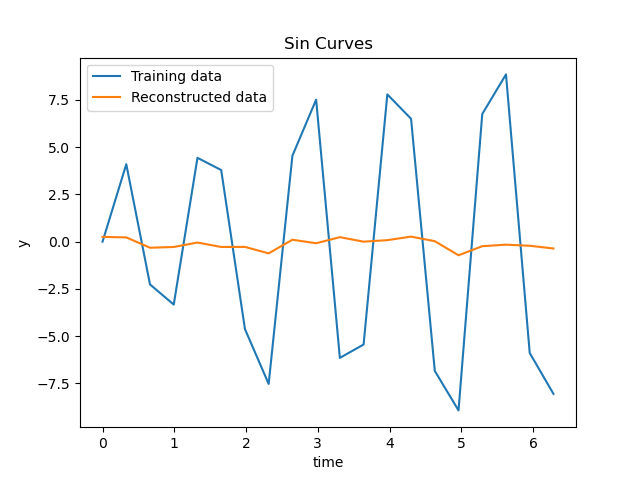 Sin Curves
Training data
Reconstructed data
7.5
5.0
2.5
0.0
−2.5
−5.0
−7.5
y
0 1 2 3 4 5 6
time